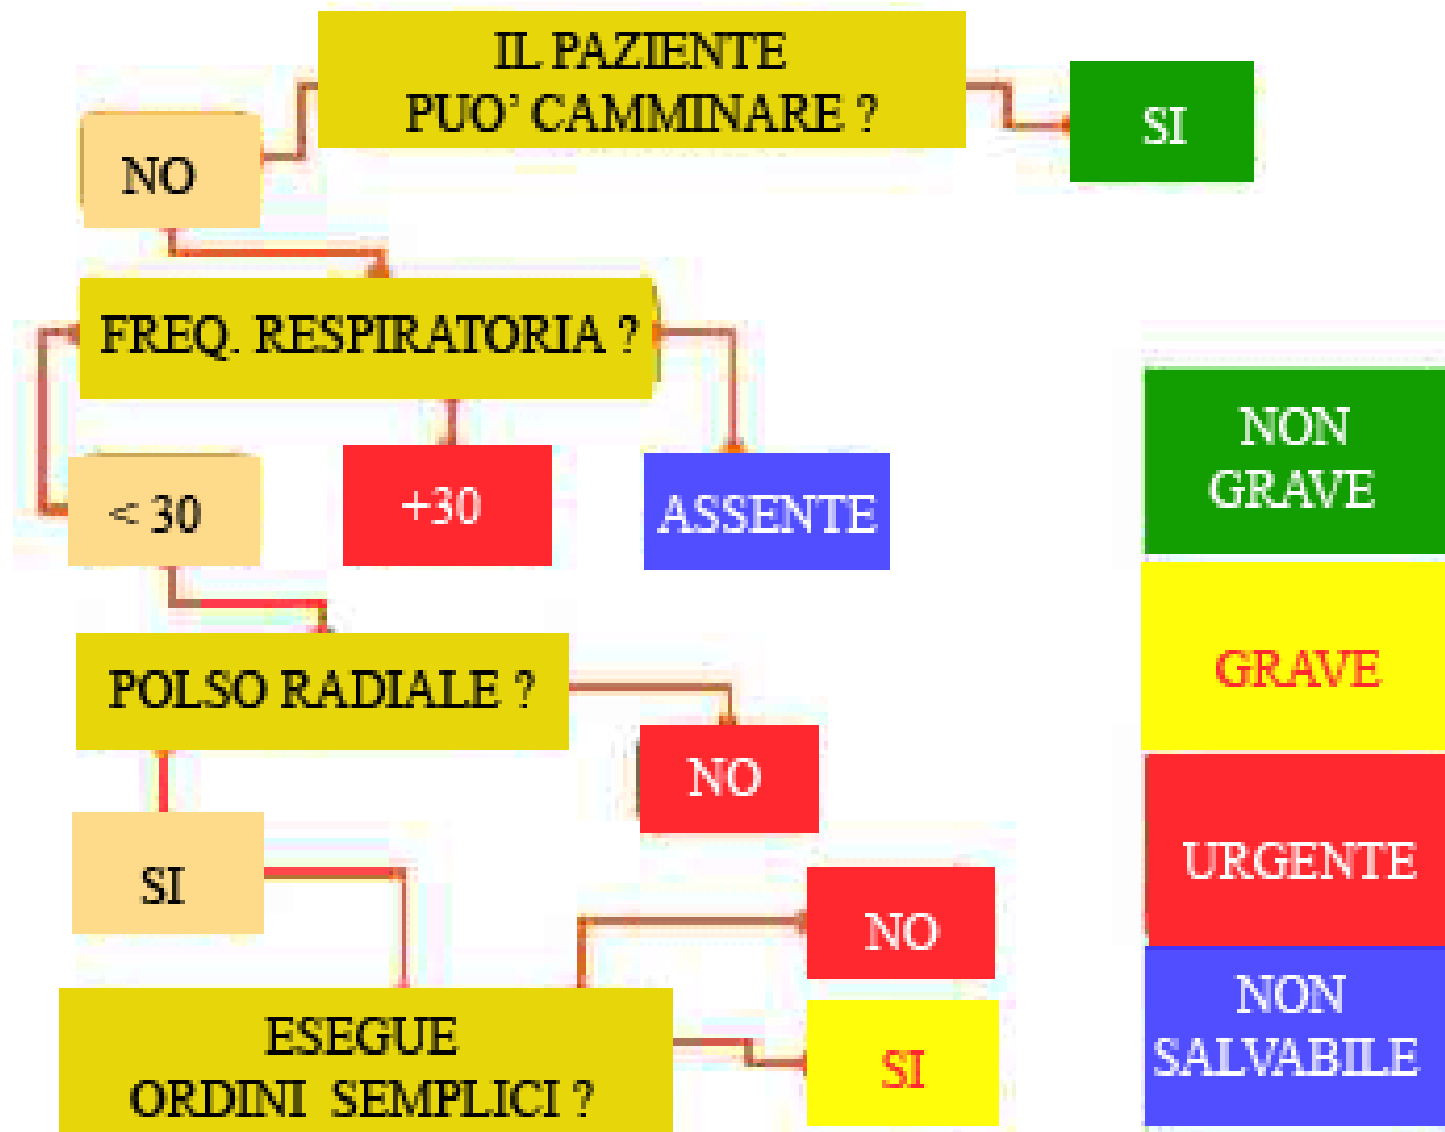 IL PAZIENTE
PUO' CAMMINARE ?
SI
NO
FREQ. RESPIRATORIA ?
< 30
+30
ASSENTE
POLSO RADIALE ?
NO
SI
NO
ESEGUE
ORDINI SEMPLICI ?
SI
NON
GRAVE
GRAVE
URGENTE
NON
SALVABILE